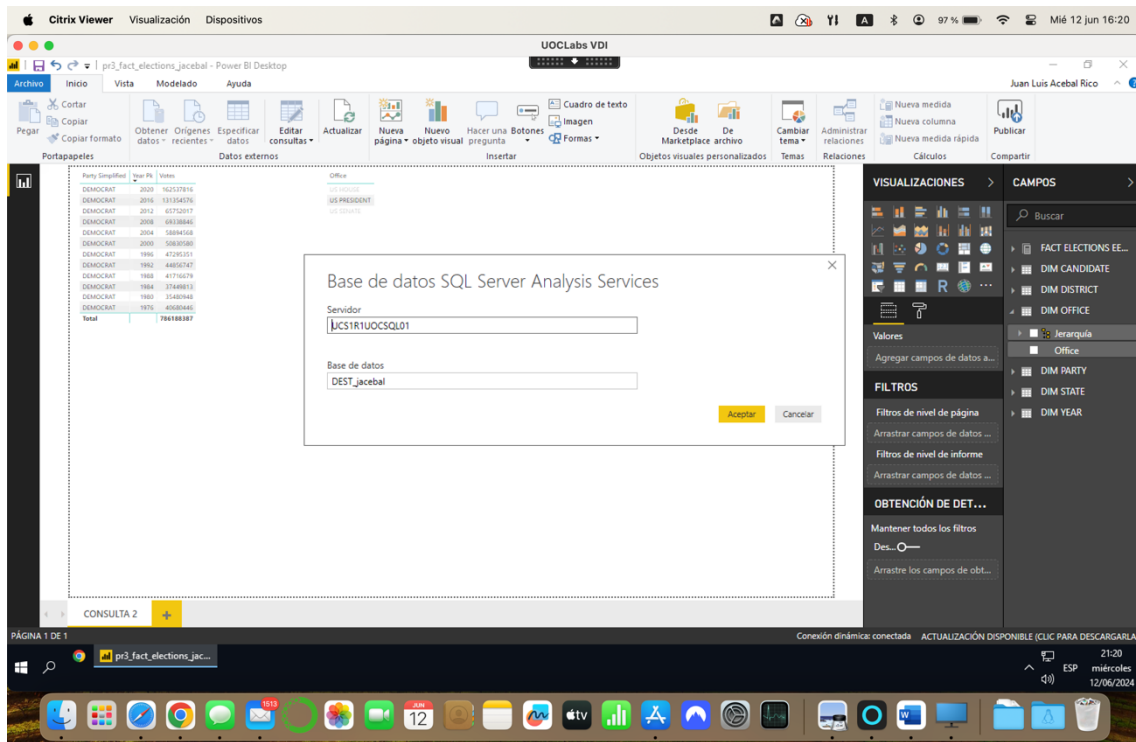 Citrix Viewer Visualización Dispositivos
A 97 % Mié 12 jun 16:20
UOCLabs VDI
pr3_fact_elections_jacebal - Power BI Desktop
Archivo Inicio Vista Modelado Ayuda
Juan Luis Acebal Rico
Pegar
Cortar
Copiar
Copiar formato
Portapapeles
Obtener datos
Orígenes recientes
Especificar datos
Editar consultas
Datos externos
Actualizar
Nueva página
Nuevo objeto visual
Hacer una pregunta
Botones
Cuadro de texto
Imagen
Formas
Insertar
Desde Marketplace
De archivo
Objetos visuales personalizados
Cambiar tema
Temas
Administrar relaciones
Relaciones
Nueva medida
Nueva columna
Nueva medida rápida
Cálculos
Publicar
Compartir
Party Simplified Year Pk Votes
DEMOCRAT 2020 162537816
DEMOCRAT 2016 131354576
DEMOCRAT 2012 65752017
DEMOCRAT 2008 69338846
DEMOCRAT 2004 58894568
DEMOCRAT 2000 50830580
DEMOCRAT 1996 47295351
DEMOCRAT 1992 44856747
DEMOCRAT 1988 41716679
DEMOCRAT 1984 37449813
DEMOCRAT 1980 35480948
DEMOCRAT 1976 40680446
Total 786188387
Office
US HOUSE
US PRESIDENT
US SENATE
Base de datos SQL Server Analysis Services
Servidor
UCS1R1UOCSQL01
Base de datos
DEST_jacebal
Aceptar Cancelar
VISUALIZACIONES
R
Valores
Agregar campos de datos a...
FILTROS
Filtros de nivel de página
Arrastrar campos de datos ...
Filtros de nivel de informe
Arrastrar campos de datos ...
OBTENCIÓN DE DET...
Mantener todos los filtros
Des...
Arrastre los campos de obt...
CAMPOS
Buscar
FACT ELECTIONS EE...
DIM CANDIDATE
DIM DISTRICT
DIM OFFICE
Jerarquía
Office
DIM PARTY
DIM STATE
DIM YEAR
CONSULTA 2
PÁGINA 1 DE 1
Conexión dinámica: conectada ACTUALIZACIÓN DISPONIBLE (CLIC PARA DESCARGARLA
pr3_fact_elections_jac...
ESP
21:20
miércoles
12/06/2024
1513
JUN
12
tv
W